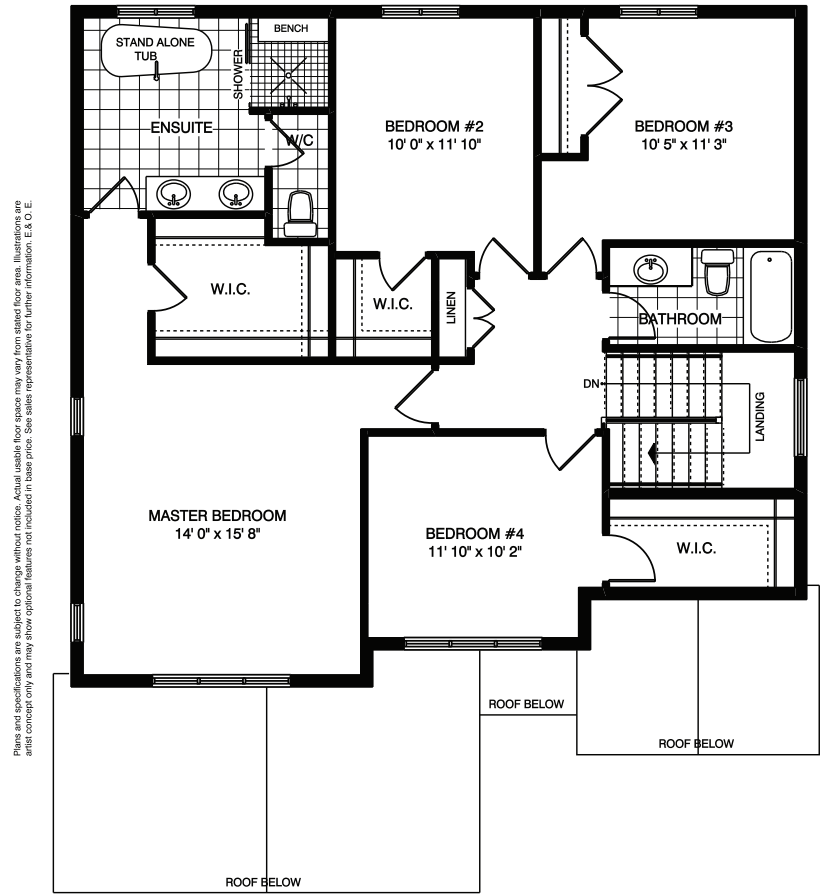 STAND ALONE
TUB
BENCH
SHOWER
ENSUITE
W/C
BEDROOM #2
10' 0" x 11' 10"
BEDROOM #3
10' 5" x 11' 3"
W.I.C.
W.I.C.
LINEN
BATHROOM
DN
LANDING
MASTER BEDROOM
14' 0" x 15' 8"
BEDROOM #4
11' 10" x 10' 2"
W.I.C.
ROOF BELOW
ROOF BELOW
ROOF BELOW
Plans and specifications are subject to change without notice. Actual usable floor space may vary from stated floor area. Illustrations are
artist concept only and may show optional features not included in base price. See sales representative for further information. E.& O. E.